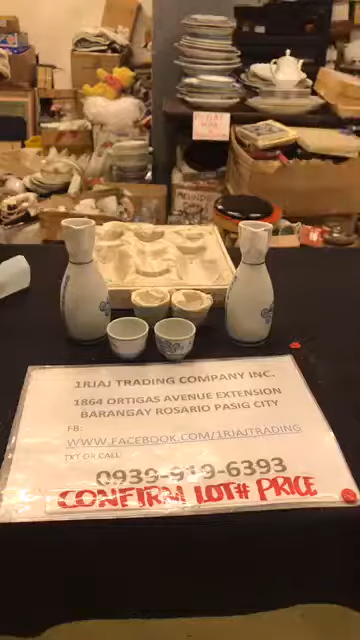 1RJAJ TRADING COMPANY INC.
1864 ORTIGAS AVENUE EXTENSION
BARANGAY ROSARIO PASIG CITY
FB:
WWW.FACEBOOK.COM/1RJAJTRADING
TXT OR CALL:
0939-919-6393
CONFIRM LOT# PRICE